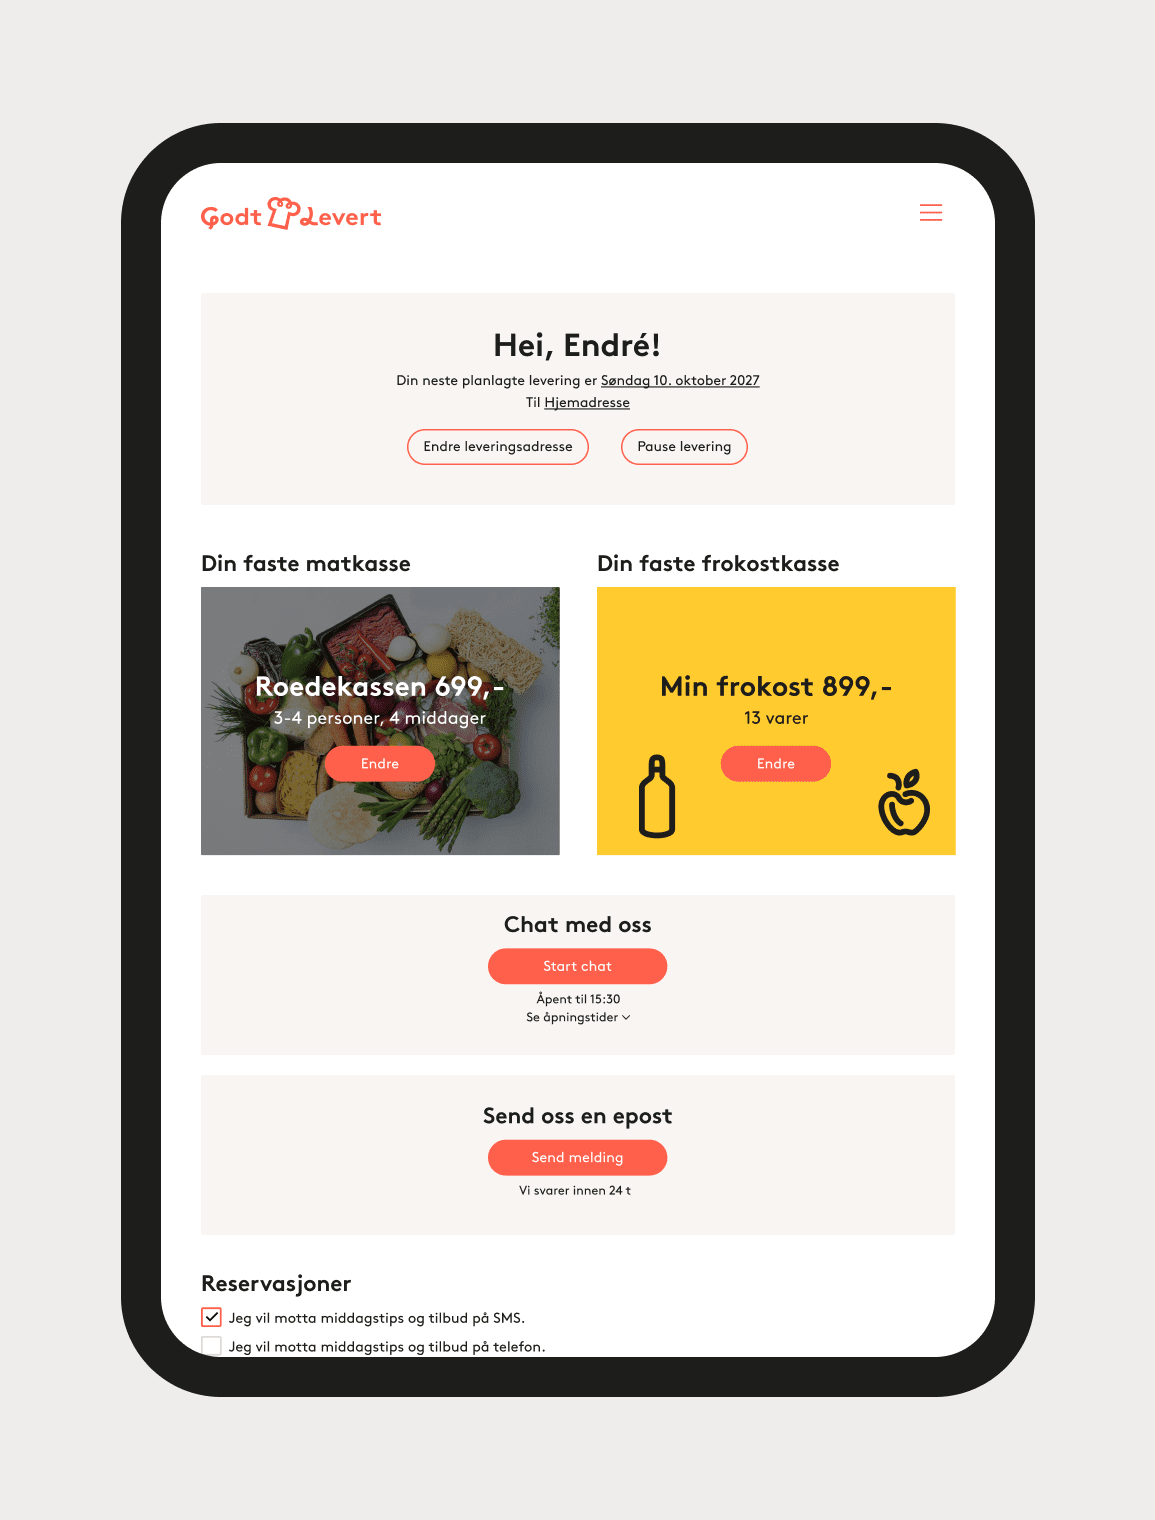 Godt Levert
Hei, Endré!
Din neste planlagte levering er Søndag 10. oktober 2027
Til Hjemadresse
Endre leveringsadresse
Pause levering
Din faste matkasse
Roedekassen 699,-
3-4 personer, 4 middager
Endre
Din faste frokostkasse
Min frokost 899,-
13 varer
Endre
Chat med oss
Start chat
Åpent til 15:30
Se åpningstider
Send oss en epost
Send melding
Vi svarer innen 24 t
Reservasjoner
Jeg vil motta middagstips og tilbud på SMS.
Jeg vil motta middagstips og tilbud på telefon.